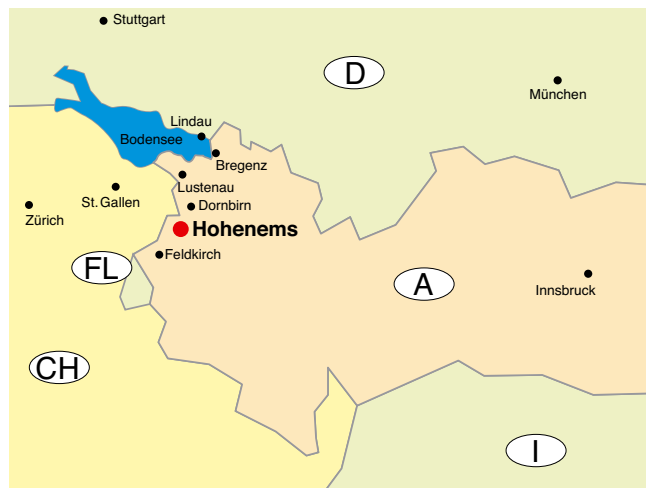 Stuttgart
D
München
Lindau
Bodensee
Bregenz
Lustenau
St. Gallen
Dornbirn
Zürich
Hohenems
Feldkirch
FL
A
Innsbruck
CH
I